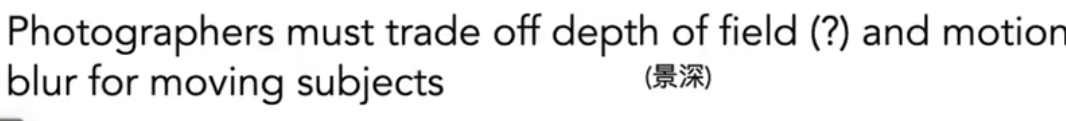 Photographers must trade off depth of field (?) and motion
blur for moving subjects
(景深)